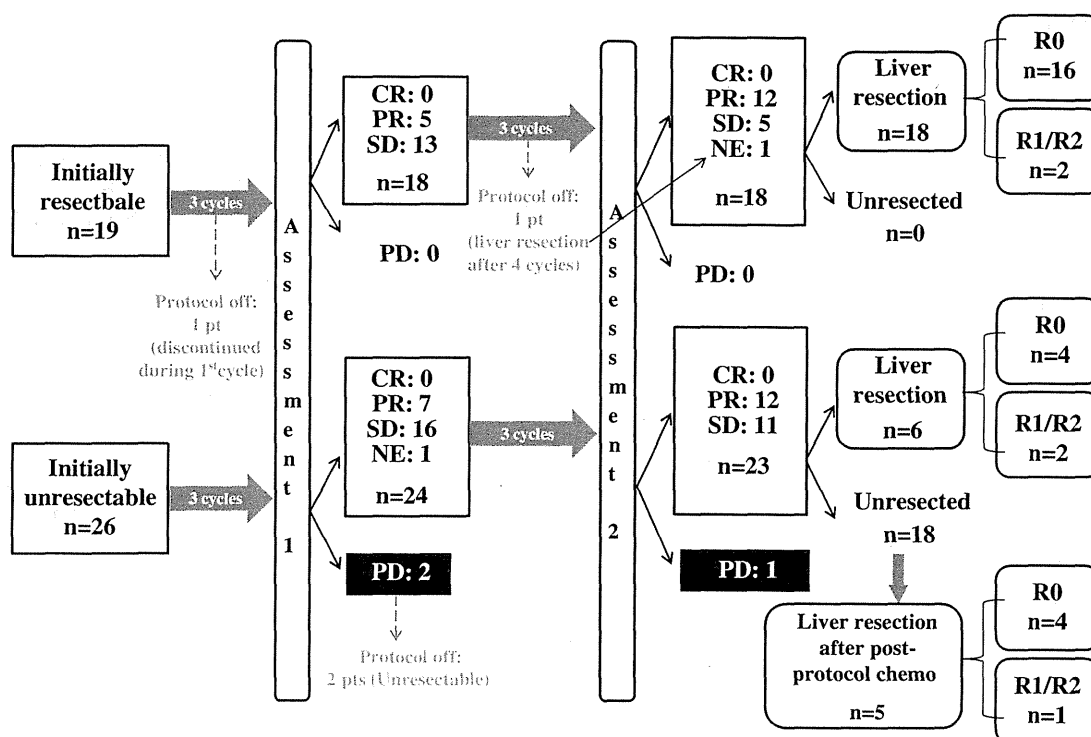 Initially
resectbale
n=19
3 cycles
Protocol off:
1 pt
(discontinued
during 1st cycle)
Initially
unresectable
n=26
3 cycles
Assessment 1
CR: 0
PR: 5
SD: 13
n=18
PD: 0
3 cycles
Protocol off:
1 pt
(liver resection
after 4 cycles)
CR: 0
PR: 7
SD: 16
NE: 1
n=24
PD: 2
Protocol off:
2 pts (Unresectable)
3 cycles
Assessment 2
CR: 0
PR: 12
SD: 5
NE: 1
n=18
PD: 0
Liver
resection
n=18
R0
n=16
R1/R2
n=2
Unresected
n=0
CR: 0
PR: 12
SD: 11
n=23
PD: 1
Liver
resection
n=6
R0
n=4
R1/R2
n=2
Unresected
n=18
Liver resection
after post-
protocol chemo
n=5
R0
n=4
R1/R2
n=1